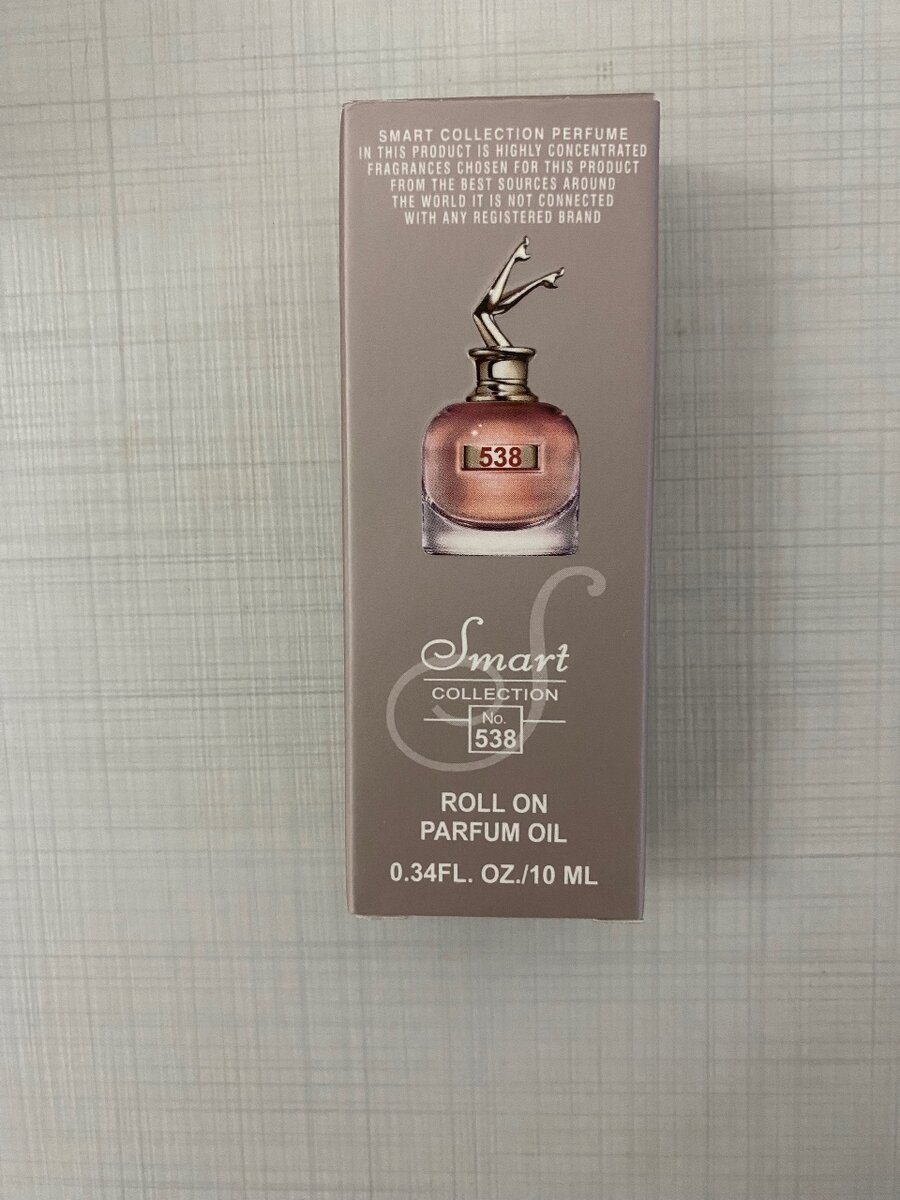 SMART COLLECTION PERFUME
IN THIS PRODUCT IS HIGHLY CONCENTRATED
FRAGRANCES CHOSEN FOR THIS PRODUCT
FROM THE BEST SOURCES AROUND
THE WORLD IT IS NOT CONNECTED
WITH ANY REGISTERED BRAND
538
S
Smart
COLLECTION
No.
538
ROLL ON
PARFUM OIL
0.34FL. OZ./10 ML